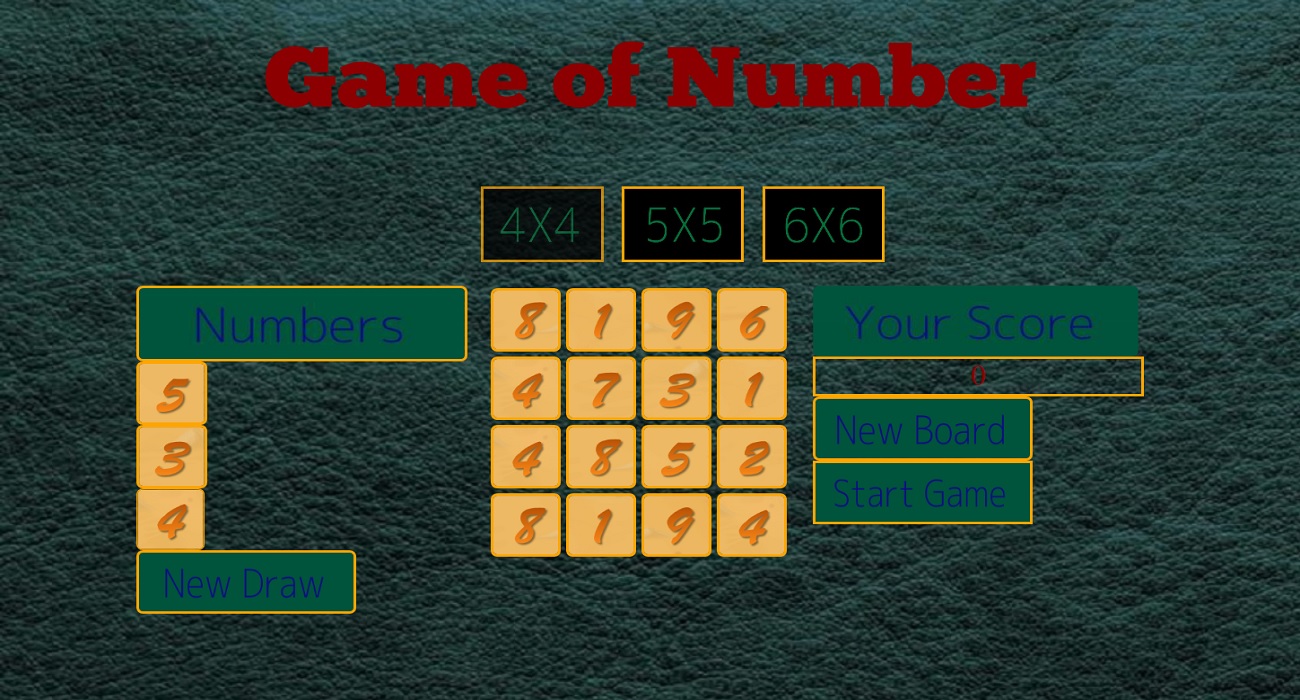 Game of Number
4X4 5X5 6X6
Numbers
5
3
4
New Draw
8 1 9 6
4 7 3 1
4 8 5 2
8 1 9 4
Your Score
0
New Board
Start Game